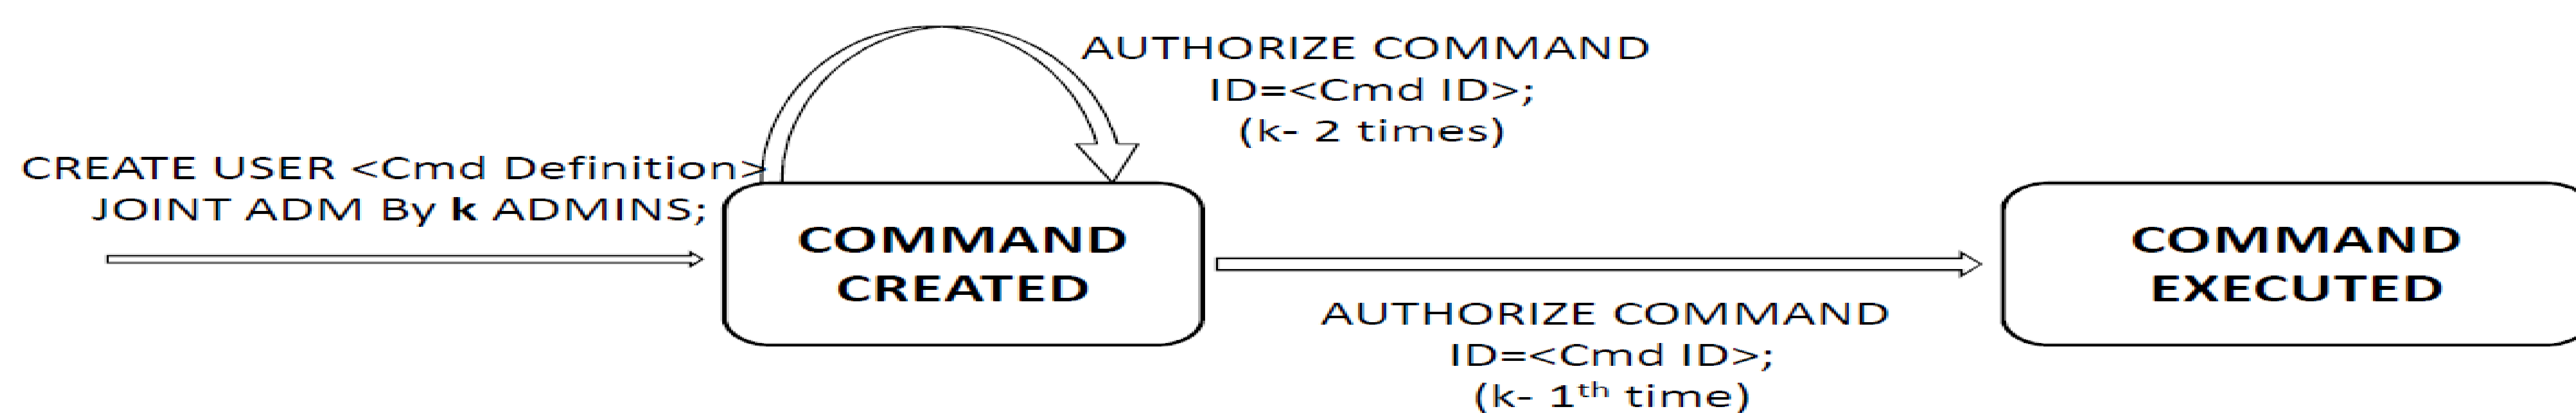 CREATE USER <Cmd Definition>
JOINT ADM By k ADMINS;
AUTHORIZE COMMAND
ID=<Cmd ID>;
(k- 2 times)
COMMAND
CREATED
AUTHORIZE COMMAND
ID=<Cmd ID>;
(k- 1th time)
COMMAND
EXECUTED